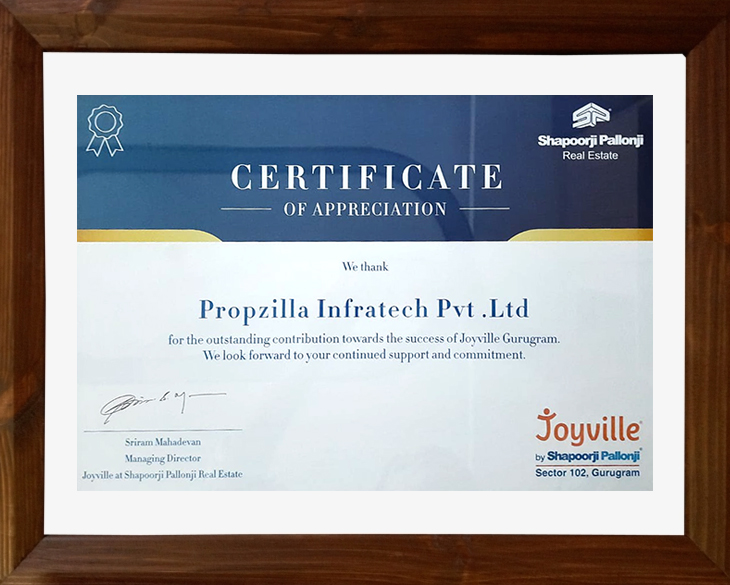 Shapoorji Pallonji
Real Estate
CERTIFICATE
OF APPRECIATION
We thank
Propzilla Infratech Pvt .Ltd
for the outstanding contribution towards the success of Joyville Gurugram.
We look forward to your continued support and commitment.
Sriram Mahadevan
Managing Director
Joyville at Shapoorji Pallonji Real Estate
Joyville
by Shapoorji Pallonji
Sector 102, Gurugram